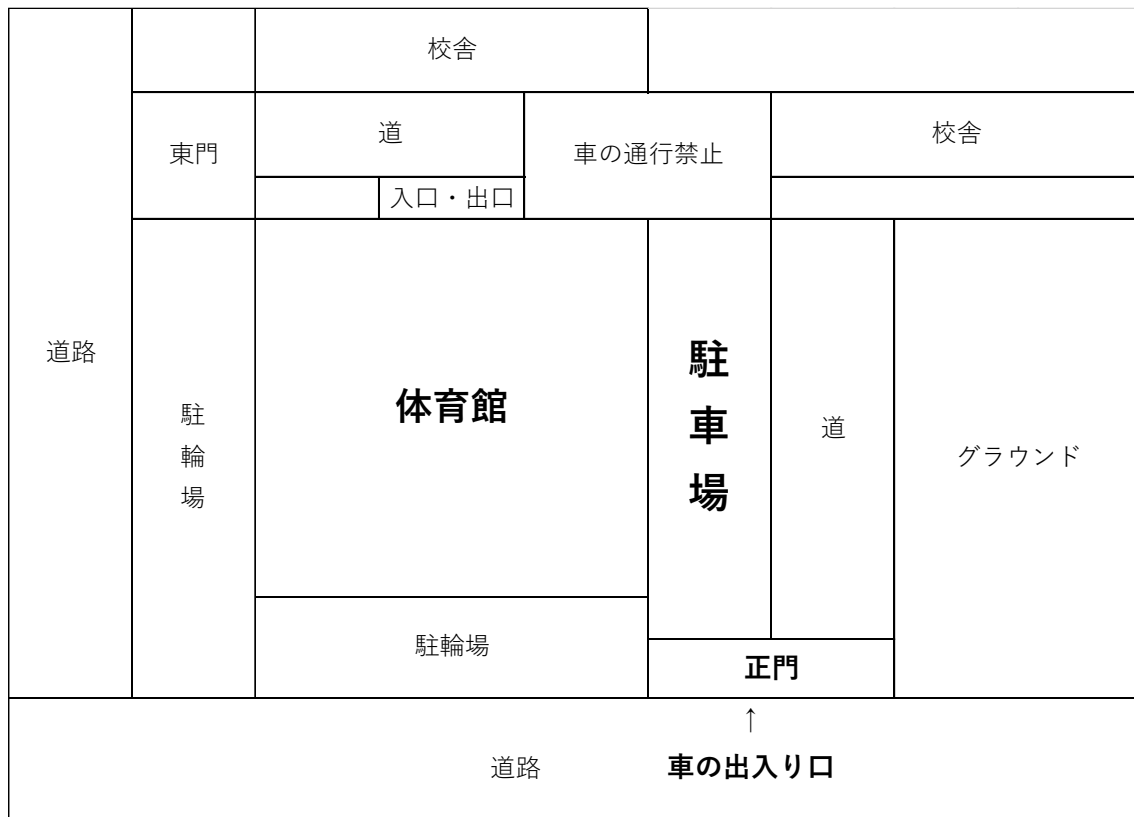 校舎
東門
道
車の通行禁止
校舎
入口・出口
道路
駐輪場
体育館
駐車場
道
グラウンド
駐輪場
正門
↑
道路
車の出入り口